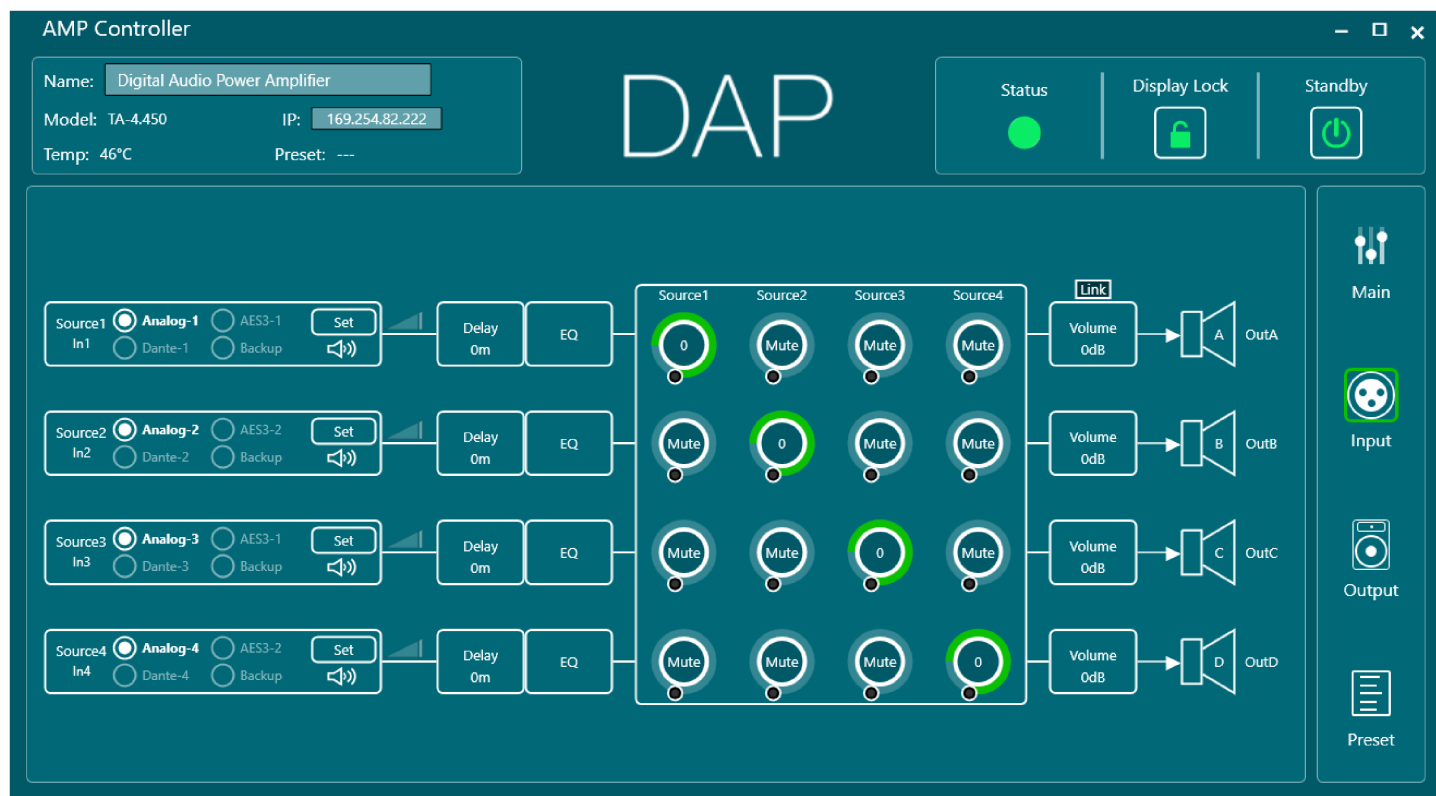 AMP Controller
Name: Digital Audio Power Amplifier
Model: TA-4.450 IP: 169.254.82.222
Temp: 46°C Preset: ---
DAP
Status Display Lock Standby
Source1 Source2 Source3 Source4 Link
Source1 Analog-1 AES3-1 Set
In1 Dante-1 Backup
Delay
0m
EQ
0 Mute Mute Mute
Volume
0dB
A OutA
Source2 Analog-2 AES3-2 Set
In2 Dante-2 Backup
Delay
0m
EQ
Mute 0 Mute Mute
Volume
0dB
B OutB
Source3 Analog-3 AES3-1 Set
In3 Dante-3 Backup
Delay
0m
EQ
Mute Mute 0 Mute
Volume
0dB
C OutC
Source4 Analog-4 AES3-2 Set
In4 Dante-4 Backup
Delay
0m
EQ
Mute Mute Mute 0
Volume
0dB
D OutD
Main
Input
Output
Preset